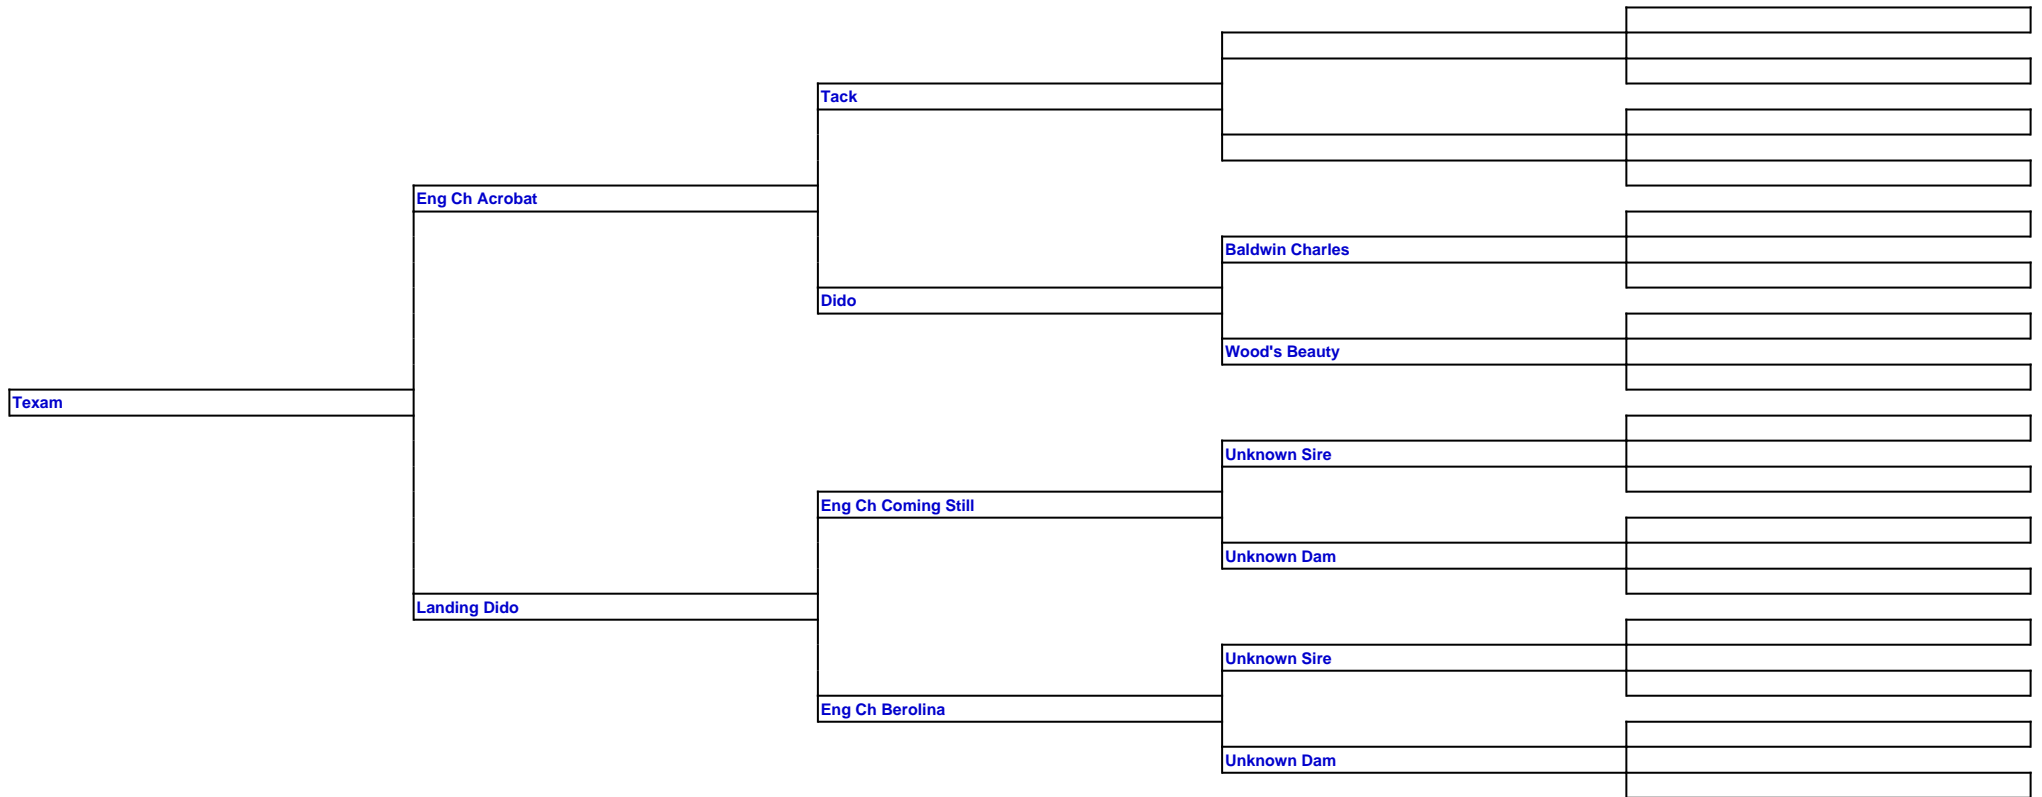 Tack
Eng Ch Acrobat
Baldwin Charles
Dido
Wood's Beauty
Texam
Unknown Sire
Eng Ch Coming Still
Unknown Dam
Landing Dido
Unknown Sire
Eng Ch Berolina
Unknown Dam